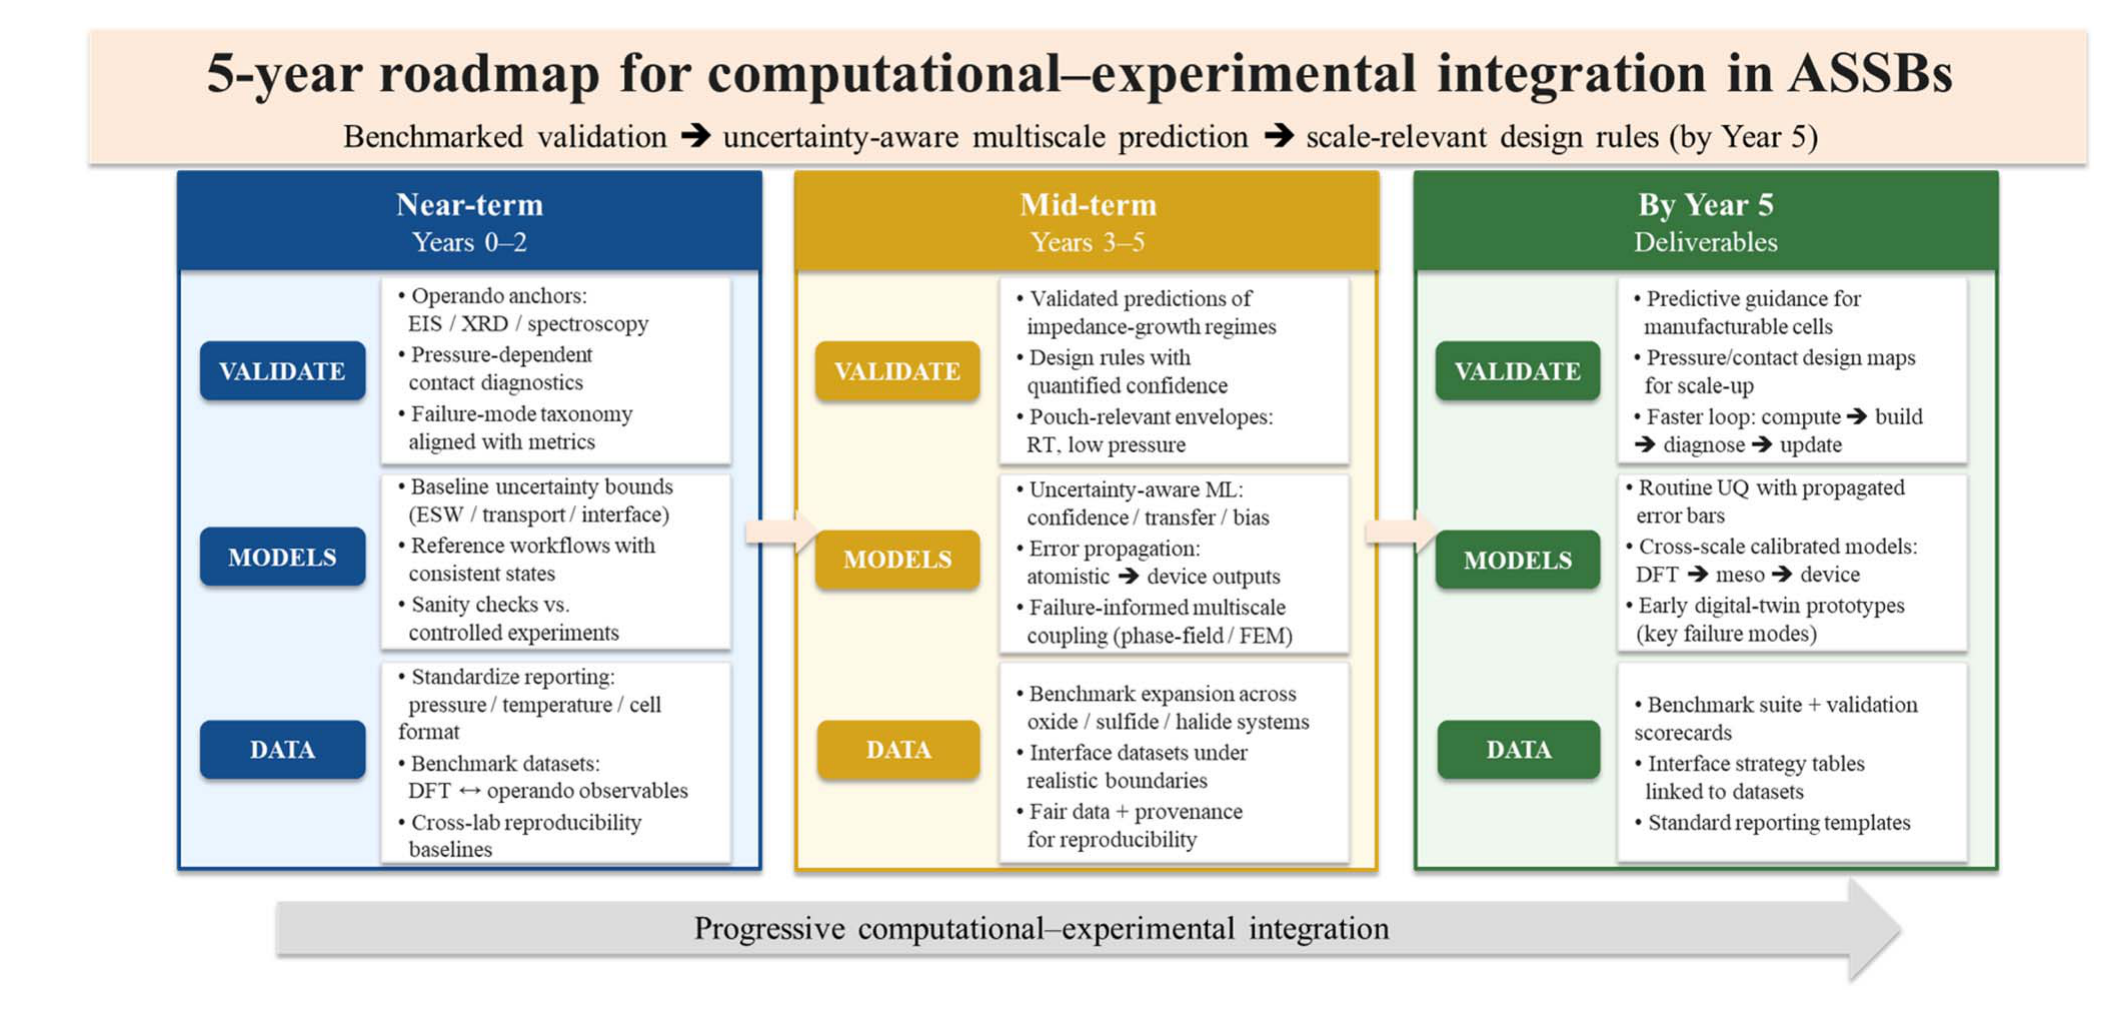 5-year roadmap for computational–experimental integration in ASSBs
Benchmarked validation ➔ uncertainty-aware multiscale prediction ➔ scale-relevant design rules (by Year 5)
Near-term
Years 0–2
VALIDATE
• Operando anchors:
EIS / XRD / spectroscopy
• Pressure-dependent
contact diagnostics
• Failure-mode taxonomy
aligned with metrics
MODELS
• Baseline uncertainty bounds
(ESW / transport / interface)
• Reference workflows with
consistent states
• Sanity checks vs.
controlled experiments
DATA
• Standardize reporting:
pressure / temperature / cell
format
• Benchmark datasets:
DFT ↔ operando observables
• Cross-lab reproducibility
baselines
Mid-term
Years 3–5
VALIDATE
• Validated predictions of
impedance-growth regimes
• Design rules with
quantified confidence
• Pouch-relevant envelopes:
RT, low pressure
MODELS
• Uncertainty-aware ML:
confidence / transfer / bias
• Error propagation:
atomistic ➔ device outputs
• Failure-informed multiscale
coupling (phase-field / FEM)
DATA
• Benchmark expansion across
oxide / sulfide / halide systems
• Interface datasets under
realistic boundaries
• Fair data + provenance
for reproducibility
By Year 5
Deliverables
VALIDATE
• Predictive guidance for
manufacturable cells
• Pressure/contact design maps
for scale-up
• Faster loop: compute ➔ build
➔ diagnose ➔ update
MODELS
• Routine UQ with propagated
error bars
• Cross-scale calibrated models:
DFT ➔ meso ➔ device
• Early digital-twin prototypes
(key failure modes)
DATA
• Benchmark suite + validation
scorecards
• Interface strategy tables
linked to datasets
• Standard reporting templates
Progressive computational–experimental integration